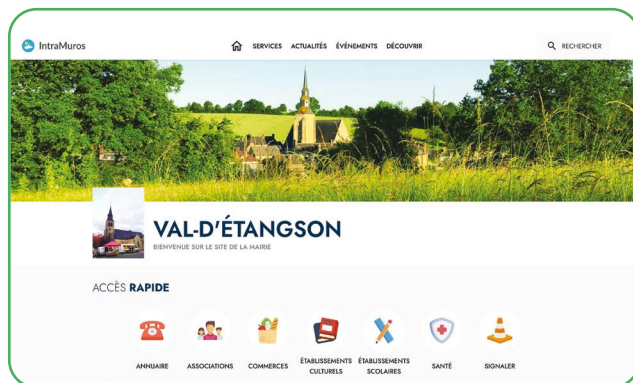 IntraMuros
SERVICES ACTUALITÉS ÉVÉNEMENTS DÉCOUVRIR
RECHERCHER
VAL-D'ÉTANGSON
BIENVENUE SUR LE SITE DE LA MAIRIE
ACCÈS RAPIDE
ANNUAIRE
ASSOCIATIONS
COMMERCES
ÉTABLISSEMENTS
CULTURELS
ÉTABLISSEMENTS
SCOLAIRES
SANTÉ
SIGNALER